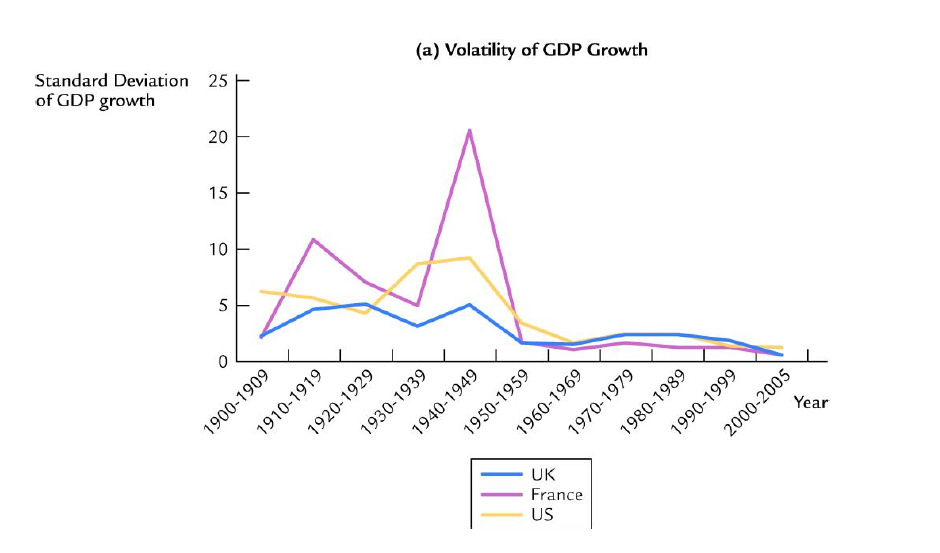 (a) Volatility of GDP Growth
Standard Deviation
of GDP growth
25
20
15
10
5
0
1900-1909
1910-1919
1920-1929
1930-1939
1940-1949
1950-1959
1960-1969
1970-1979
1980-1989
1990-1999
2000-2005
Year
UK
France
US